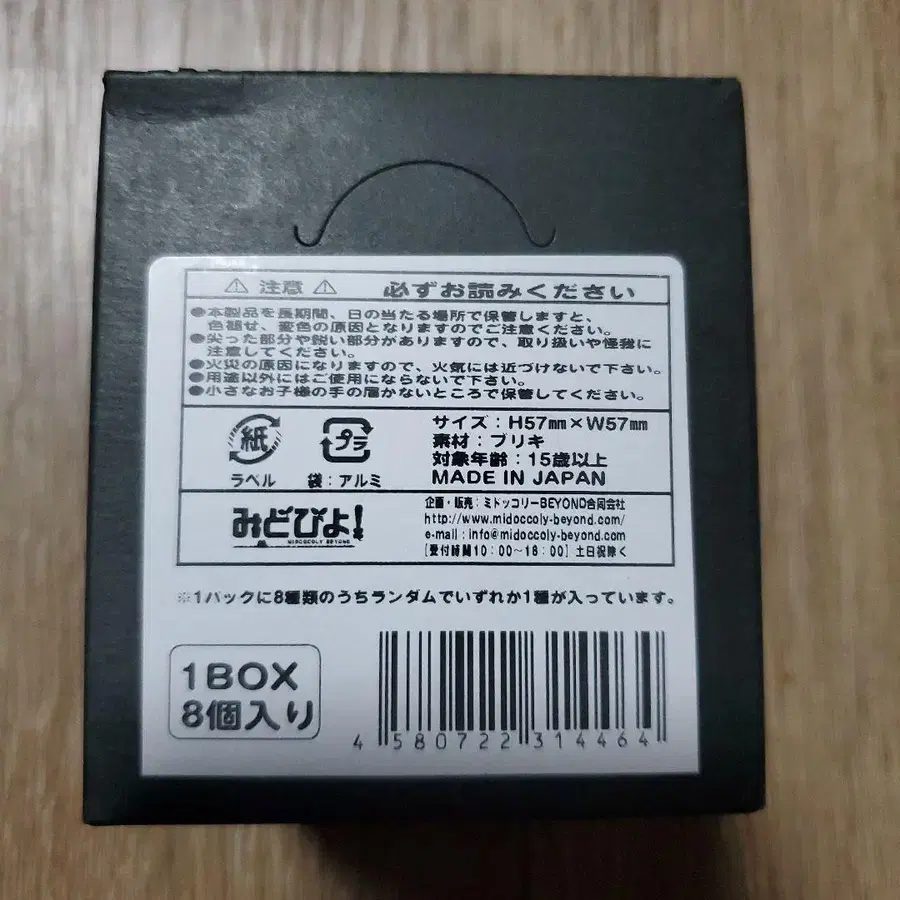 ⚠ 注意 ⚠ 必ずお読みください
●本製品を長期間、日の当たる場所で保管しますと、
色褪せ、変色の原因となりますのでご注意ください。
●尖った部分や鋭い部分がありますので、取り扱いや怪我に
注意してください。
●火災の原因になりますので、火気には近づけないで下さい。
●用途以外にはご使用にならないで下さい。
●小さなお子様の手の届かないところで保管してください。
紙
ラベル
プラ
袋：アルミ
サイズ：H57mm×W57mm
素材：ブリキ
対象年齢：15歳以上
MADE IN JAPAN
みどびよ!
MIDOCCOLY BEYOND
企画・販売：ミドッコリーBEYOND合同会社
http://www.midoccoly-beyond.com/
e-mail：info@midoccoly-beyond.com
[受付時間10：00～18：00] 土日祝除く
※1パックに8種類のうちランダムでいずれか1種が入っています。
1BOX
8個入り
4 580722 314464